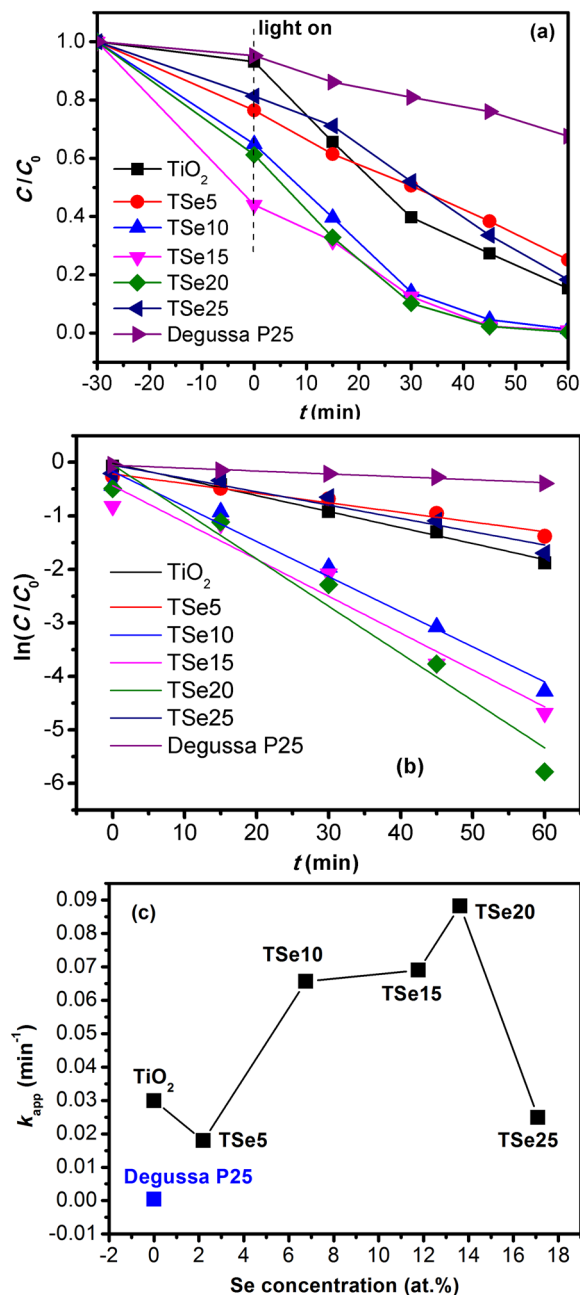 light on
(a)
1.0
0.8
0.6
0.4
0.2
0.0
C/C₀
TiO₂
TSe5
TSe10
TSe15
TSe20
TSe25
Degussa P25
-30 -20 -10 0 10 20 30 40 50 60
t (min)
0
-1
-2
-3
-4
-5
-6
ln(C/C₀)
TiO₂
TSe5
TSe10
TSe15
TSe20
TSe25
Degussa P25
(b)
0 10 20 30 40 50 60
t (min)
(c)
0.09
0.08
0.07
0.06
0.05
0.04
0.03
0.02
0.01
0.00
-0.01
k_app (min⁻¹)
TSe20
TSe10
TSe15
TiO₂
TSe5
TSe25
Degussa P25
-2 0 2 4 6 8 10 12 14 16 18
Se concentration (at.%)